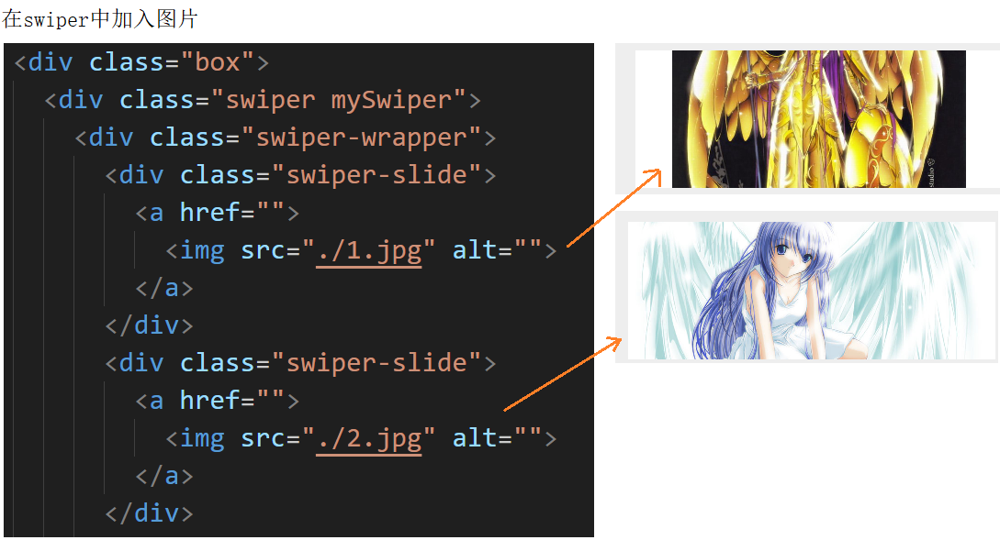 在swiper中加入图片
<div class="box">
<div class="swiper mySwiper">
<div class="swiper-wrapper">
<div class="swiper-slide">
<a href="">
<img src="./1.jpg" alt="">
</a>
</div>
<div class="swiper-slide">
<a href="">
<img src="./2.jpg" alt="">
</a>
</div>
studio